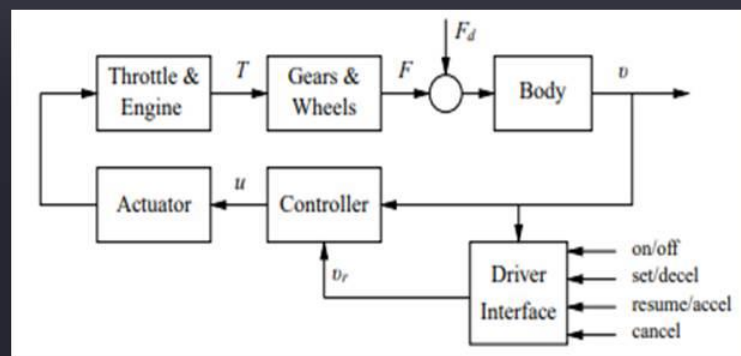 F_d
Throttle &
Engine
T
Gears &
Wheels
F
Body
v
Actuator
u
Controller
v_r
Driver
Interface
on/off
set/decel
resume/accel
cancel